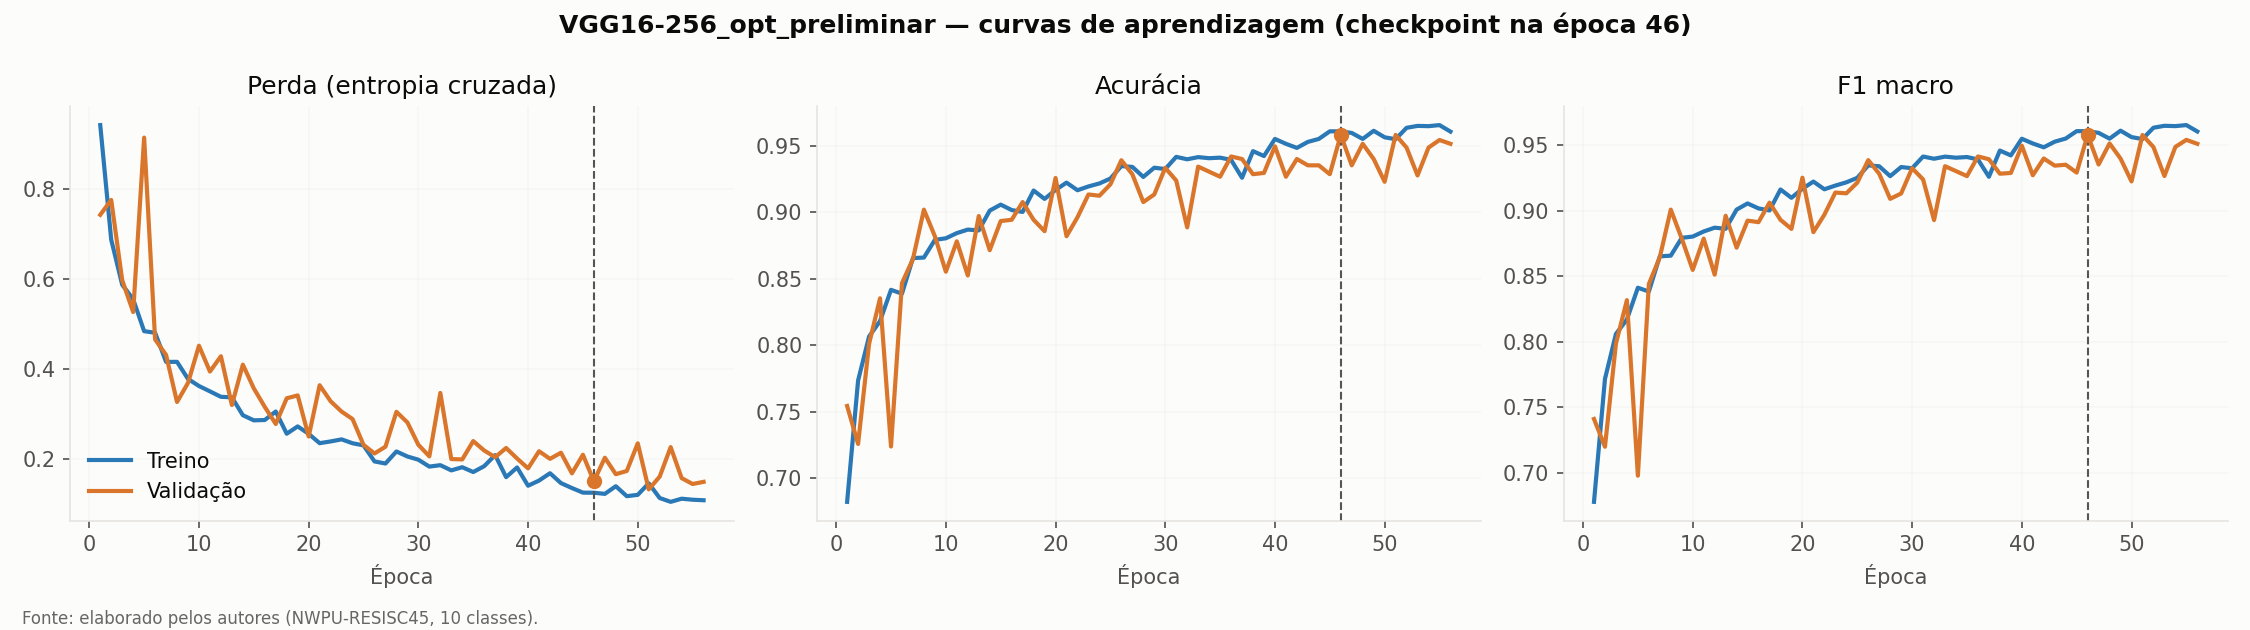 VGG16-256_opt_preliminar — curvas de aprendizagem (checkpoint na época 46)
Perda (entropia cruzada)
0.8
0.6
0.4
0.2
Treino
Validação
0 10 20 30 40 50
Época
Acurácia
0.95
0.90
0.85
0.80
0.75
0.70
0 10 20 30 40 50
Época
F1 macro
0.95
0.90
0.85
0.80
0.75
0.70
0 10 20 30 40 50
Época
Fonte: elaborado pelos autores (NWPU-RESISC45, 10 classes).